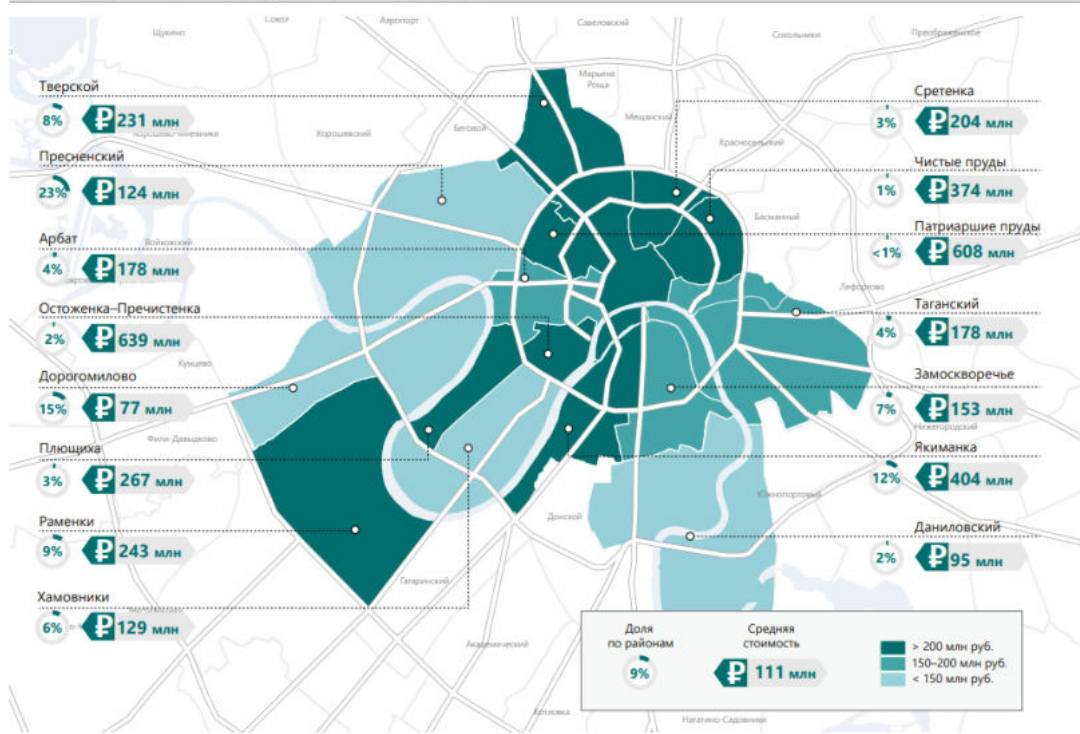 Тверской
8%
₽ 231 млн
Пресненский
23%
₽ 124 млн
Арбат
4%
₽ 178 млн
Остоженка–Пречистенка
2%
₽ 639 млн
Дорогомилово
15%
₽ 77 млн
Плющиха
3%
₽ 267 млн
Раменки
9%
₽ 243 млн
Хамовники
6%
₽ 129 млн
Сретенка
3%
₽ 204 млн
Чистые пруды
1%
₽ 374 млн
Патриаршие пруды
<1%
₽ 608 млн
Таганский
4%
₽ 178 млн
Замоскворечье
7%
₽ 153 млн
Якиманка
12%
₽ 404 млн
Даниловский
2%
₽ 95 млн
Щукино
Сокол
Аэропорт
Савеловский
Сокольники
Преображенское
Марьина
Роща
Хорошевский
Беговой
Мещанский
Красносельский
Басманный
Войковский
Лефортово
Кунцево
Фили-Давыдково
Нижегородский
Южнопортовый
Донской
Гагаринский
Академический
Котловка
Нагатино-Садовники
Доля
по районам
9%
Средняя
стоимость
₽ 111 млн
> 200 млн руб.
150–200 млн руб.
< 150 млн руб.